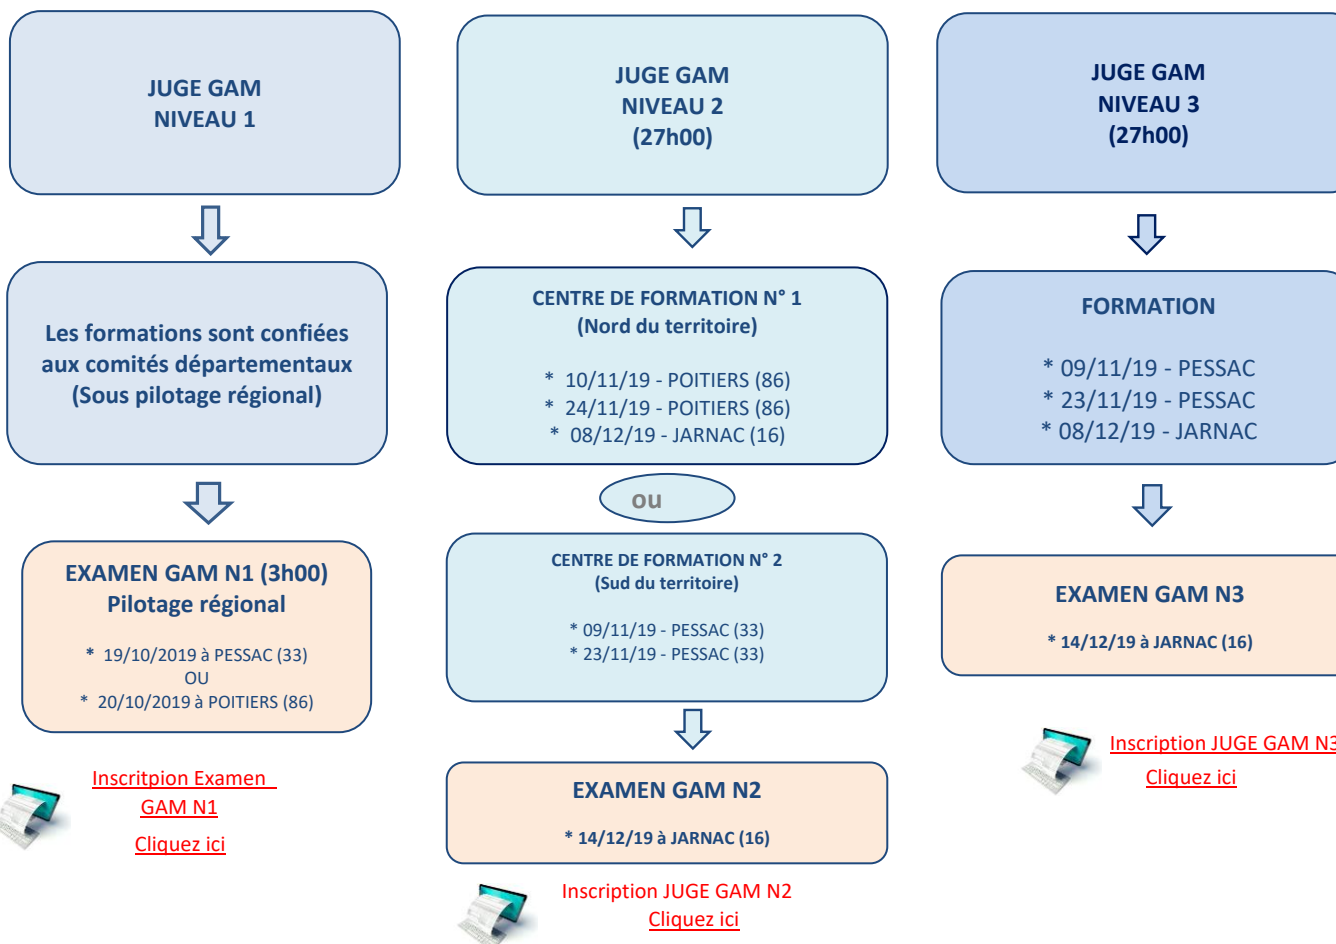 JUGE GAM
NIVEAU 1
Les formations sont confiées
aux comités départementaux
(Sous pilotage régional)
EXAMEN GAM N1 (3h00)
Pilotage régional
* 19/10/2019 à PESSAC (33)
OU
* 20/10/2019 à POITIERS (86)
Inscritpion Examen
GAM N1
Cliquez ici
JUGE GAM
NIVEAU 2
(27h00)
CENTRE DE FORMATION N° 1
(Nord du territoire)
* 10/11/19 - POITIERS (86)
* 24/11/19 - POITIERS (86)
* 08/12/19 - JARNAC (16)
ou
CENTRE DE FORMATION N° 2
(Sud du territoire)
* 09/11/19 - PESSAC (33)
* 23/11/19 - PESSAC (33)
EXAMEN GAM N2
* 14/12/19 à JARNAC (16)
Inscription JUGE GAM N2
Cliquez ici
JUGE GAM
NIVEAU 3
(27h00)
FORMATION
* 09/11/19 - PESSAC
* 23/11/19 - PESSAC
* 08/12/19 - JARNAC
EXAMEN GAM N3
* 14/12/19 à JARNAC (16)
Inscription JUGE GAM N3
Cliquez ici